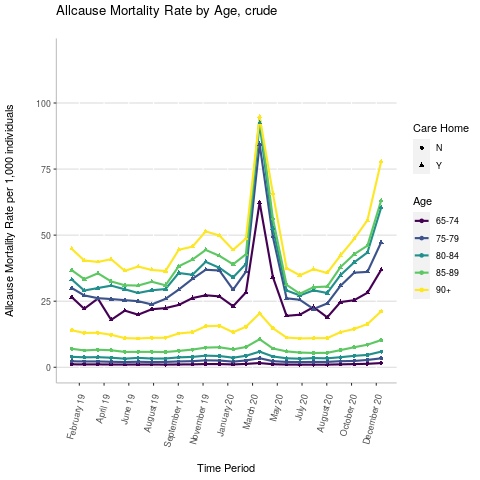 Allcause Mortality Rate by Age, crude
Allcause Mortality Rate per 1,000 individuals
100
75
50
25
0
February 19
April 19
June 19
August 19
September 19
November 19
January 20
March 20
May 20
July 20
August 20
October 20
December 20
Time Period
Care Home
N
Y
Age
65-74
75-79
80-84
85-89
90+